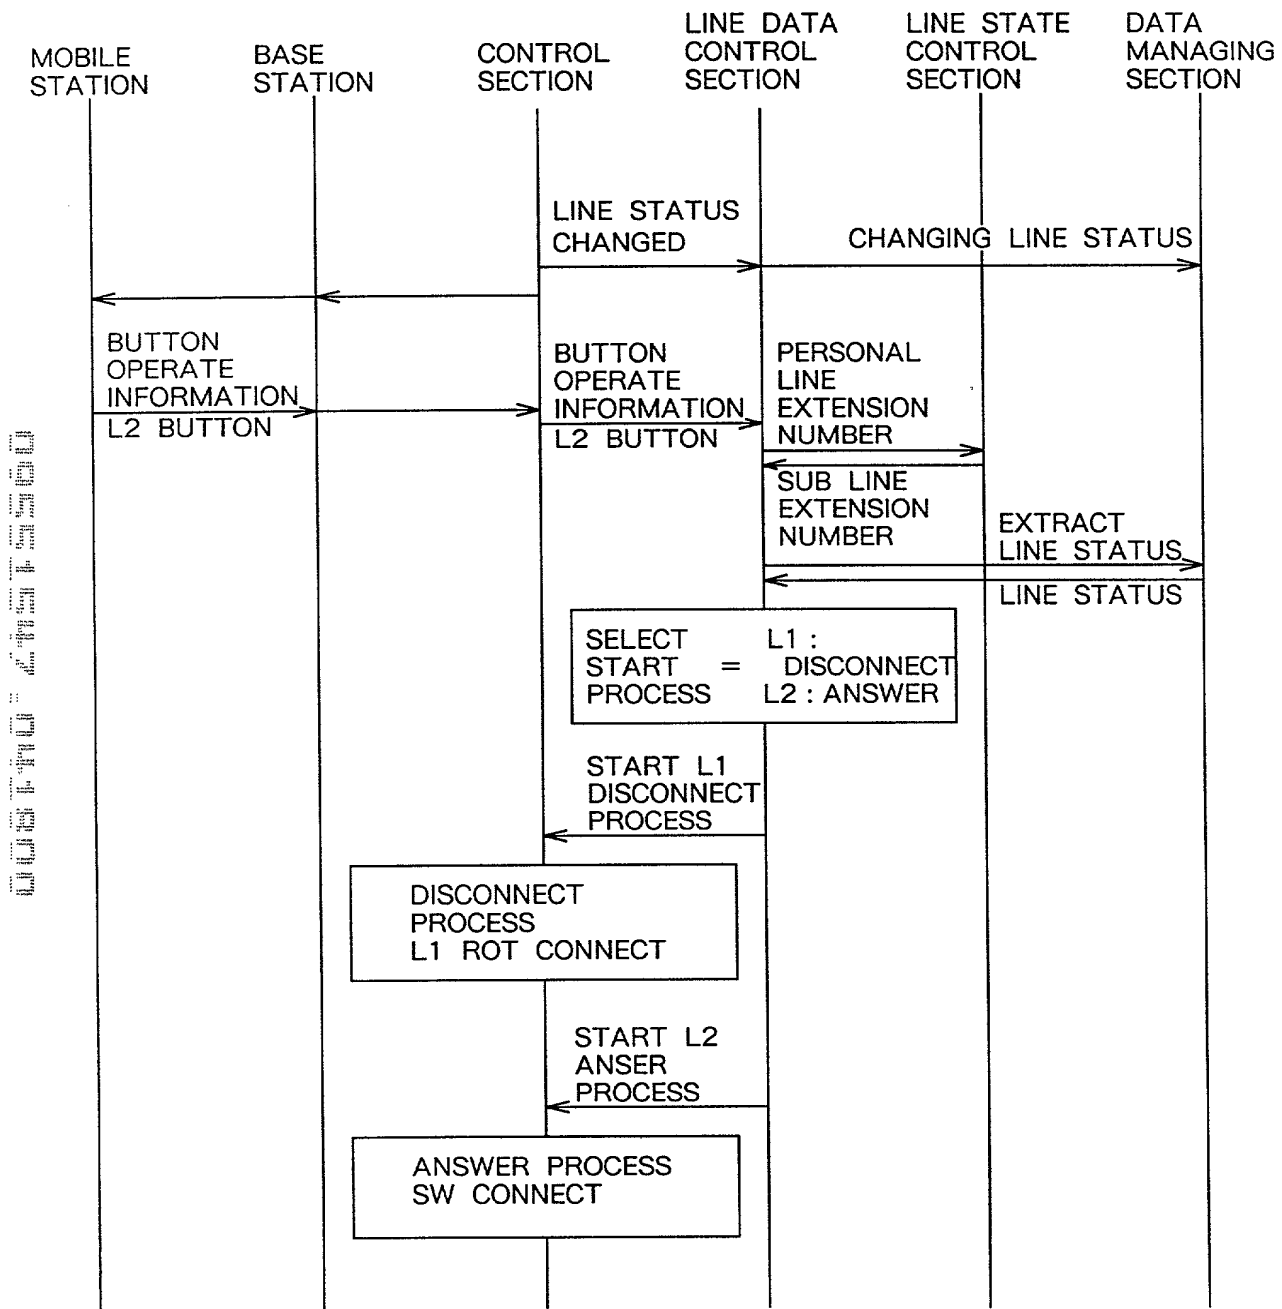 MOBILE
STATION
BASE
STATION
CONTROL
SECTION
LINE DATA
CONTROL
SECTION
LINE STATE
CONTROL
SECTION
DATA
MANAGING
SECTION
LINE STATUS
CHANGED
CHANGING LINE STATUS
BUTTON
OPERATE
INFORMATION
L2 BUTTON
BUTTON
OPERATE
INFORMATION
L2 BUTTON
PERSONAL
LINE
EXTENSION
NUMBER
SUB LINE
EXTENSION
NUMBER
EXTRACT
LINE STATUS
LINE STATUS
SELECT L1 :
START = DISCONNECT
PROCESS L2 : ANSWER
START L1
DISCONNECT
PROCESS
DISCONNECT
PROCESS
L1 ROT CONNECT
START L2
ANSER
PROCESS
ANSWER PROCESS
SW CONNECT